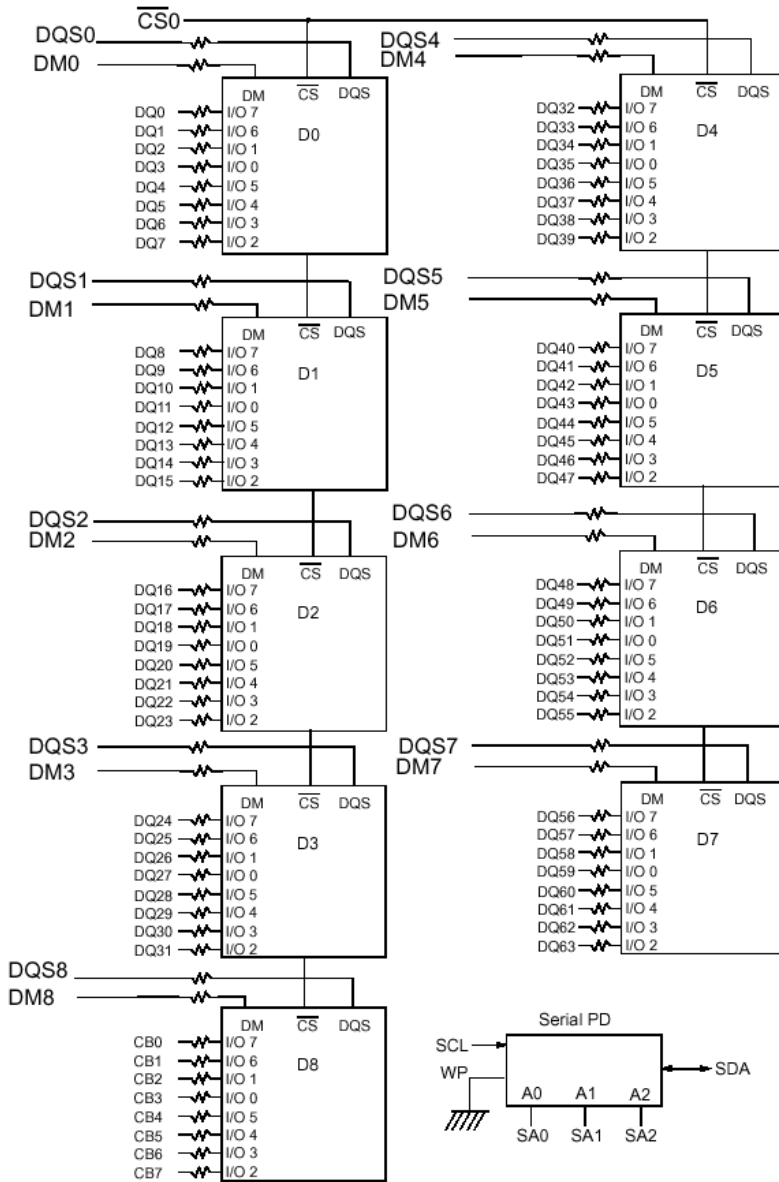 CS0
DQS0
DM0
DM CS DQS
D0
DQ0 I/O 7
DQ1 I/O 6
DQ2 I/O 1
DQ3 I/O 0
DQ4 I/O 5
DQ5 I/O 4
DQ6 I/O 3
DQ7 I/O 2
DQS1
DM1
DM CS DQS
D1
DQ8 I/O 7
DQ9 I/O 6
DQ10 I/O 1
DQ11 I/O 0
DQ12 I/O 5
DQ13 I/O 4
DQ14 I/O 3
DQ15 I/O 2
DQS2
DM2
DM CS DQS
D2
DQ16 I/O 7
DQ17 I/O 6
DQ18 I/O 1
DQ19 I/O 0
DQ20 I/O 5
DQ21 I/O 4
DQ22 I/O 3
DQ23 I/O 2
DQS3
DM3
DM CS DQS
D3
DQ24 I/O 7
DQ25 I/O 6
DQ26 I/O 1
DQ27 I/O 0
DQ28 I/O 5
DQ29 I/O 4
DQ30 I/O 3
DQ31 I/O 2
DQS8
DM8
DM CS DQS
D8
CB0 I/O 7
CB1 I/O 6
CB2 I/O 1
CB3 I/O 0
CB4 I/O 5
CB5 I/O 4
CB6 I/O 3
CB7 I/O 2
DQS4
DM4
DM CS DQS
D4
DQ32 I/O 7
DQ33 I/O 6
DQ34 I/O 1
DQ35 I/O 0
DQ36 I/O 5
DQ37 I/O 4
DQ38 I/O 3
DQ39 I/O 2
DQS5
DM5
DM CS DQS
D5
DQ40 I/O 7
DQ41 I/O 6
DQ42 I/O 1
DQ43 I/O 0
DQ44 I/O 5
DQ45 I/O 4
DQ46 I/O 3
DQ47 I/O 2
DQS6
DM6
DM CS DQS
D6
DQ48 I/O 7
DQ49 I/O 6
DQ50 I/O 1
DQ51 I/O 0
DQ52 I/O 5
DQ53 I/O 4
DQ54 I/O 3
DQ55 I/O 2
DQS7
DM7
DM CS DQS
D7
DQ56 I/O 7
DQ57 I/O 6
DQ58 I/O 1
DQ59 I/O 0
DQ60 I/O 5
DQ61 I/O 4
DQ62 I/O 3
DQ63 I/O 2
Serial PD
SCL
WP
SDA
A0 A1 A2
SA0 SA1 SA2